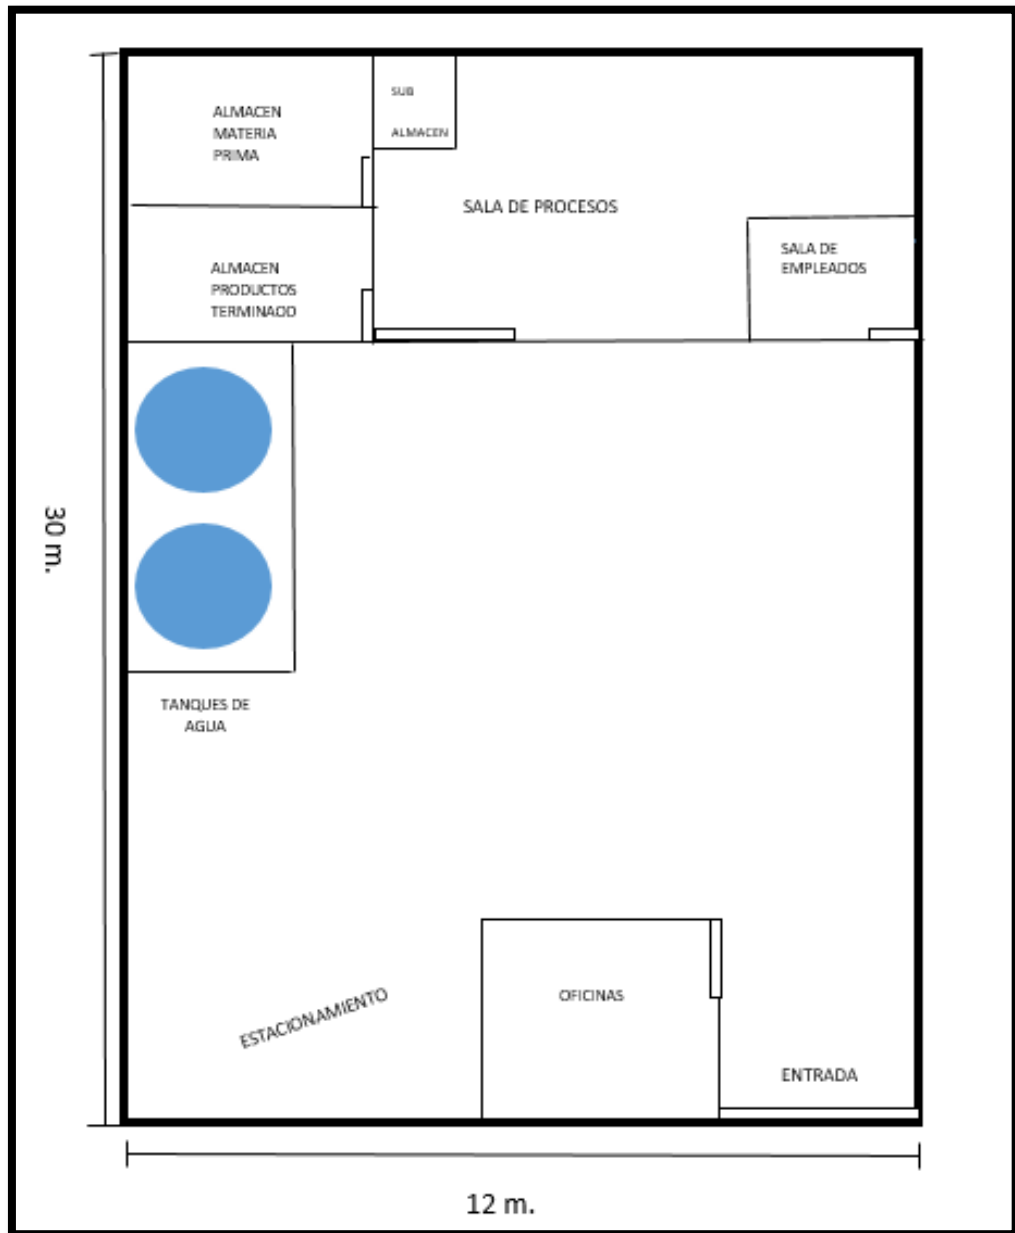 SUB
ALMACEN
ALMACEN
MATERIA
PRIMA
SALA DE PROCESOS
SALA DE
EMPLEADOS
ALMACEN
PRODUCTOS
TERMINADO
30 m.
TANQUES DE
AGUA
ESTACIONAMIENTO
OFICINAS
ENTRADA
12 m.